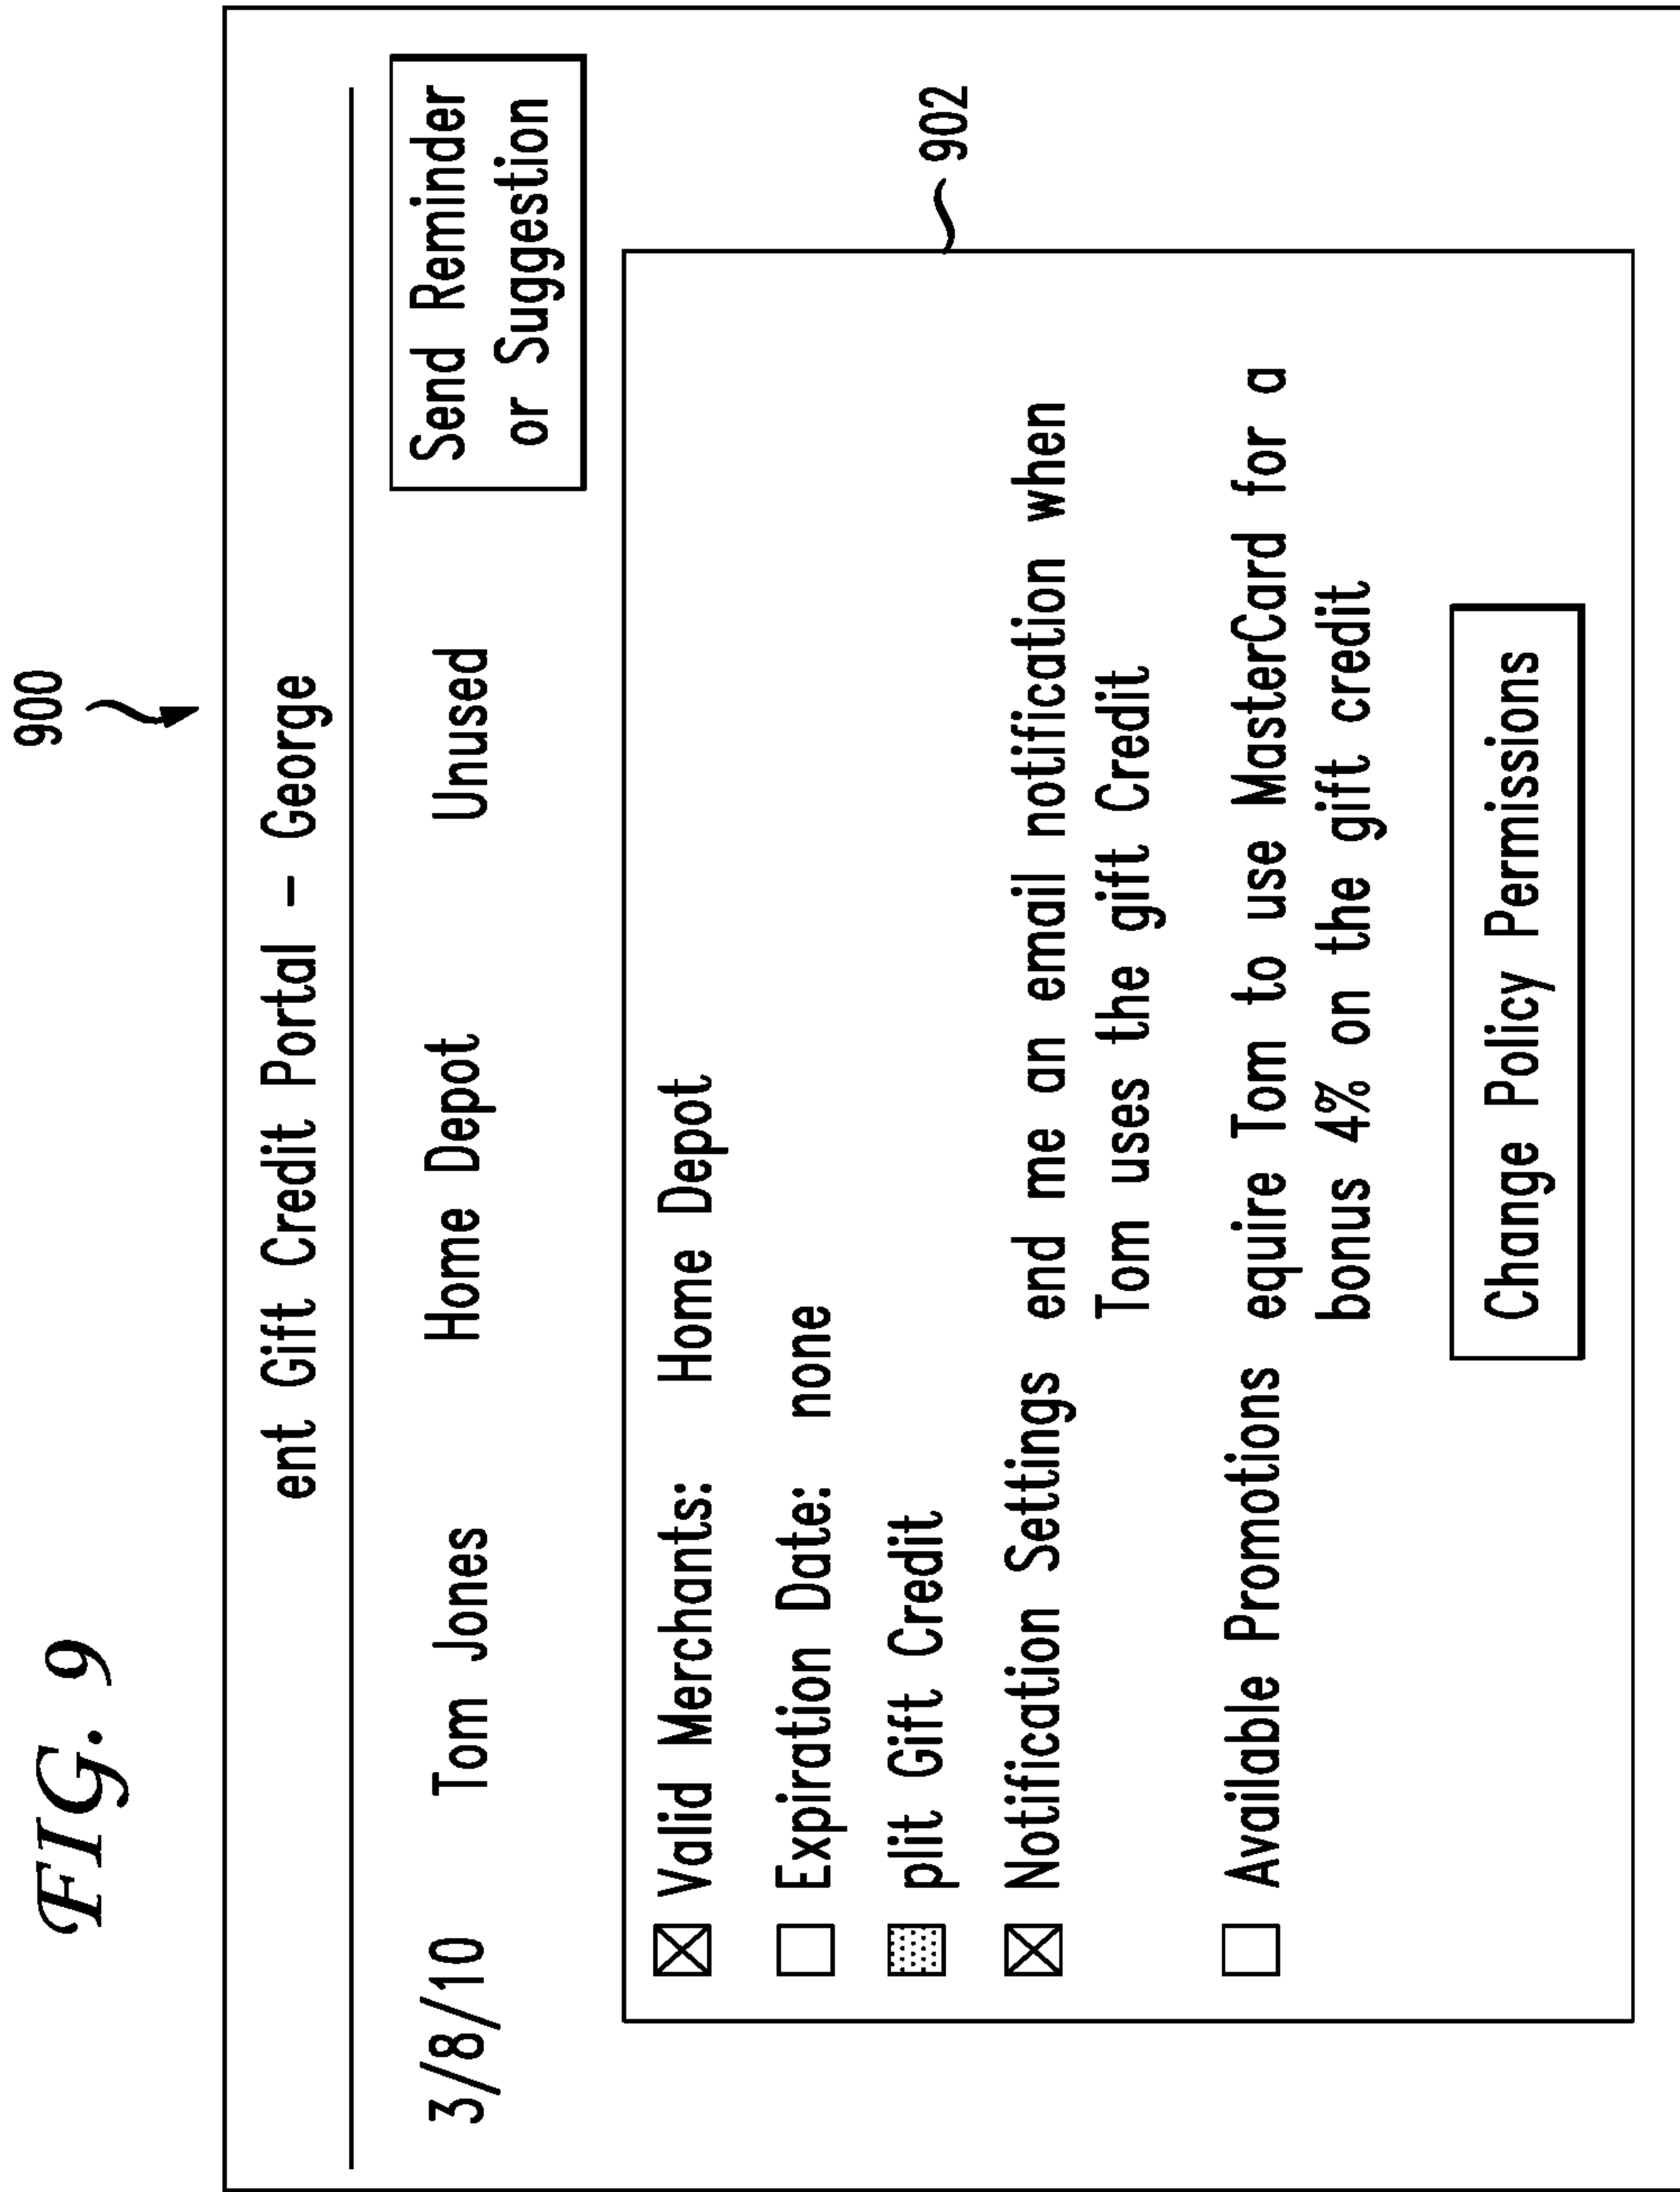 FIG. 9
900
ent Gift Credit Portal – George
3/8/10 Tom Jones Home Depot Unused Send Reminder
or Suggestion
902
Valid Merchants: Home Depot
Expiration Date: none
plit Gift Credit
Notification Settings end me an email notification when
Tom uses the gift Credit
Available Promotions equire Tom to use MasterCard for a
bonus 4% on the gift credit
Change Policy Permissions